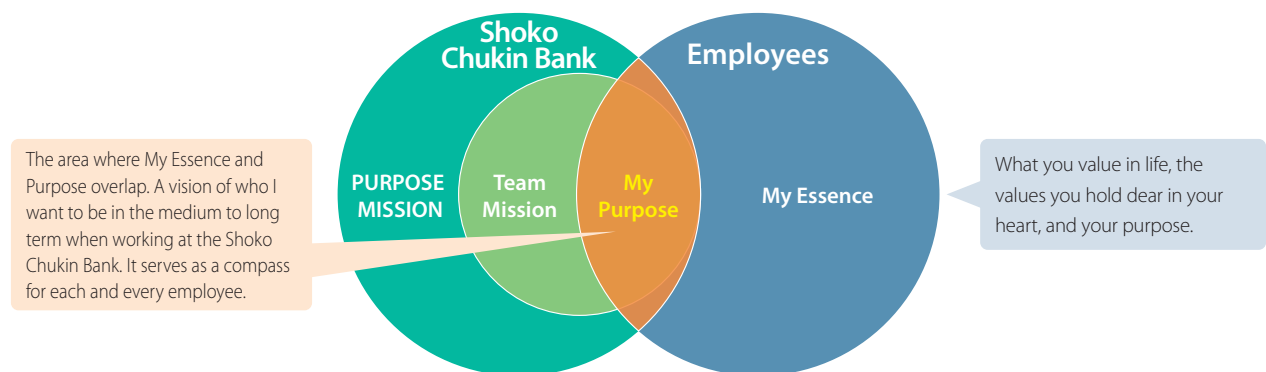 Shoko
Chukin Bank
Employees
The area where My Essence and
Purpose overlap. A vision of who I
want to be in the medium to long
term when working at the Shoko
Chukin Bank. It serves as a compass
for each and every employee.
PURPOSE
MISSION
Team
Mission
My
Purpose
My Essence
What you value in life, the
values you hold dear in your
heart, and your purpose.